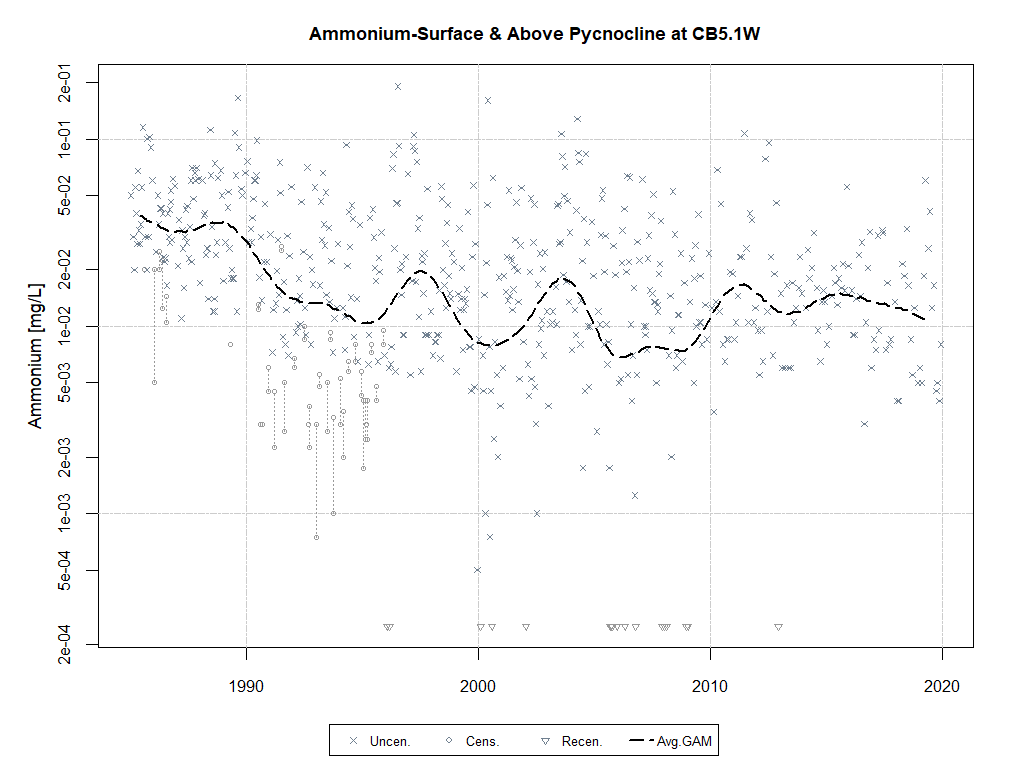 Ammonium-Surface & Above Pycnocline at CB5.1W
Ammonium [mg/L]
2e-01
1e-01
5e-02
2e-02
1e-02
5e-03
2e-03
1e-03
5e-04
2e-04
1990 2000 2010 2020
Uncen. Cens. Recen. Avg.GAM